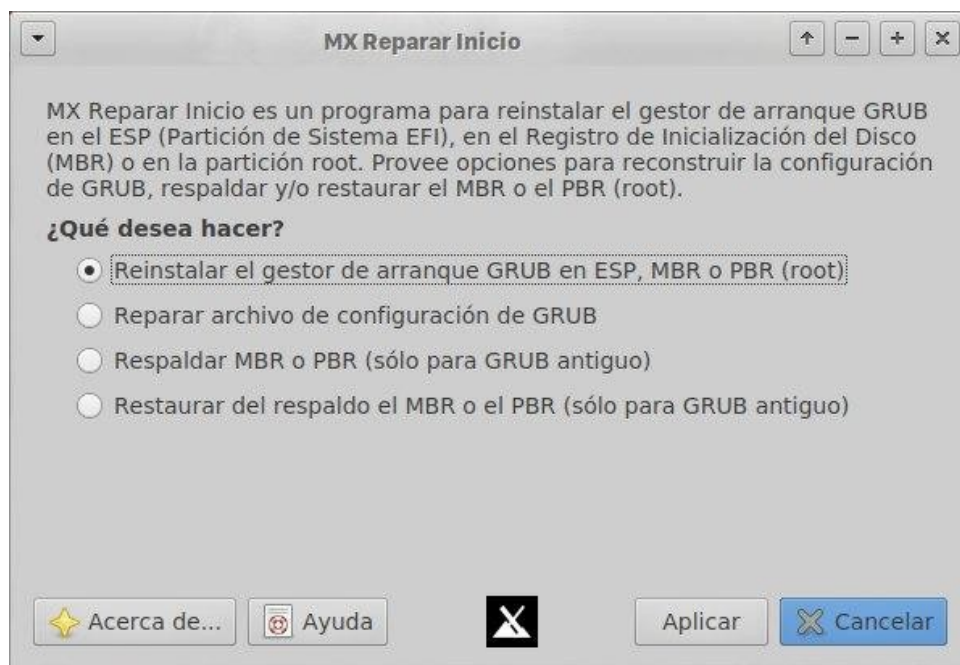 MX Reparar Inicio
MX Reparar Inicio es un programa para reinstalar el gestor de arranque GRUB
en el ESP (Partición de Sistema EFI), en el Registro de Inicialización del Disco
(MBR) o en la partición root. Provee opciones para reconstruir la configuración
de GRUB, respaldar y/o restaurar el MBR o el PBR (root).
¿Qué desea hacer?
Reinstalar el gestor de arranque GRUB en ESP, MBR o PBR (root)
Reparar archivo de configuración de GRUB
Respaldar MBR o PBR (sólo para GRUB antiguo)
Restaurar del respaldo el MBR o el PBR (sólo para GRUB antiguo)
Acerca de... Ayuda Aplicar Cancelar